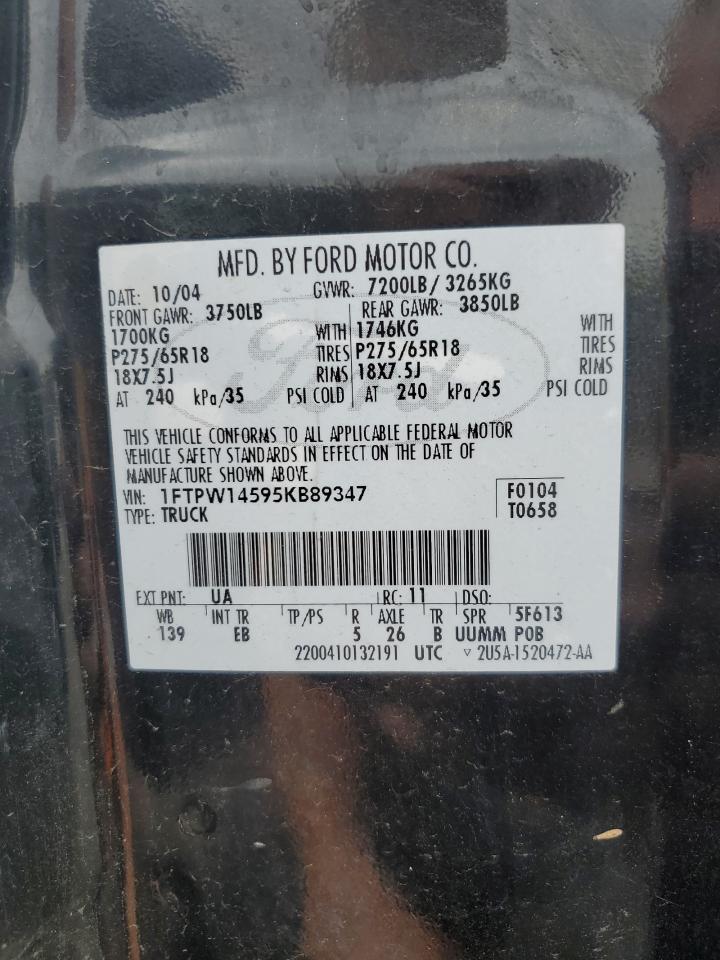 MFD. BY FORD MOTOR CO.
DATE: 10/04 GVWR: 7200LB/ 3265KG
FRONT GAWR: 3750LB REAR GAWR: 3850LB
1700KG WITH 1746KG WITH
P275/65R18 TIRES P275/65R18 TIRES
18X7.5J RIMS 18X7.5J RIMS
AT 240 kPa/35 PSI COLD AT 240 kPa/35 PSI COLD
Ford
THIS VEHICLE CONFORMS TO ALL APPLICABLE FEDERAL MOTOR
VEHICLE SAFETY STANDARDS IN EFFECT ON THE DATE OF
MANUFACTURE SHOWN ABOVE.
VIN: 1FTPW14595KB89347 F0104
TYPE: TRUCK T0658
EXT PNT: UA RC: 11 DSO:
WB INT TR TP/PS R AXLE TR SPR 5F613
139 EB 5 26 B UUMM POB
2200410132191 UTC ▽ 2U5A-1520472-AA